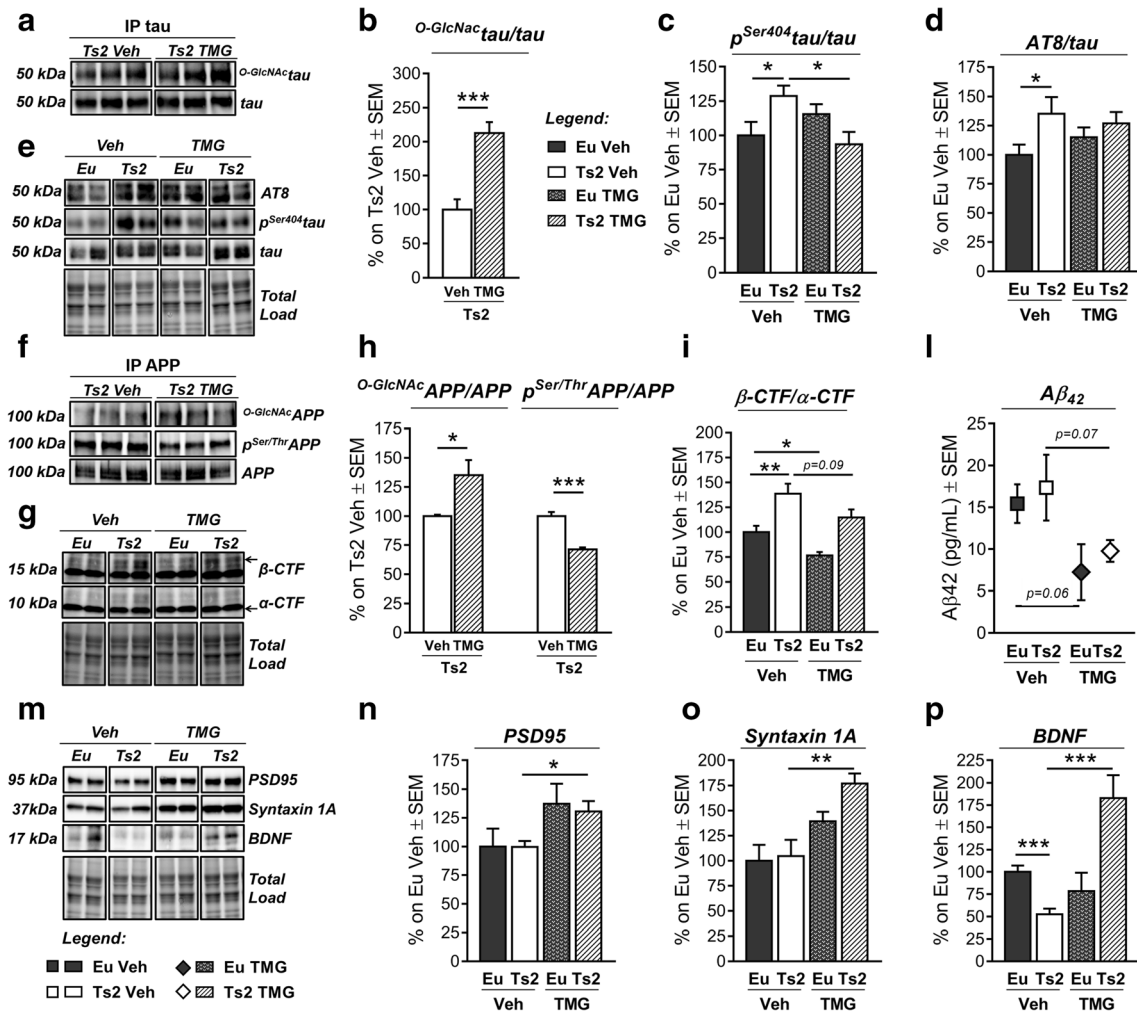 a
IP tau
Ts2 Veh Ts2 TMG
50 kDa O-GlcNActau
50 kDa tau
b
O-GlcNac tau/tau
% on Ts2 Veh ± SEM
300
250
200
150
100
50
0
***
Veh TMG
Ts2
Legend:
Eu Veh
Ts2 Veh
Eu TMG
Ts2 TMG
c
pSer404 tau/tau
% on Eu Veh ± SEM
150
125
100
75
50
25
0
* *
Eu Ts2 Eu Ts2
Veh TMG
d
AT8/tau
% on Eu Veh ± SEM
175
150
125
100
75
50
25
0
*
Eu Ts2 Eu Ts2
Veh TMG
e
Veh TMG
Eu Ts2 Eu Ts2
50 kDa AT8
50 kDa pSer404tau
50 kDa tau
Total
Load
f
IP APP
Ts2 Veh Ts2 TMG
100 kDa O-GlcNAcAPP
100 kDa pSer/ThrAPP
100 kDa APP
g
Veh TMG
Eu Ts2 Eu Ts2
15 kDa β-CTF
10 kDa α-CTF
Total
Load
h
O-GlcNAc APP/APP pSer/Thr APP/APP
% on Ts2 Veh ± SEM
175
150
125
100
75
50
25
0
* ***
Veh TMG Veh TMG
Ts2 Ts2
i
β-CTF/α-CTF
% on Eu Veh ± SEM
200
175
150
125
100
75
50
25
0
*
** p=0.09
Eu Ts2 Eu Ts2
Veh TMG
l
Aβ42
Aβ42 (pg/mL) ± SEM
25
20
15
10
5
0
p=0.07
p=0.06
Eu Ts2 EuTs2
Veh TMG
m
Veh TMG
Eu Ts2 Eu Ts2
95 kDa PSD95
37kDa Syntaxin 1A
17 kDa BDNF
Total
Load
Legend:
Eu Veh Eu TMG
Ts2 Veh Ts2 TMG
n
PSD95
% on Eu Veh ± SEM
200
175
150
125
100
75
50
25
0
*
Eu Ts2 Eu Ts2
Veh TMG
o
Syntaxin 1A
% on Eu Veh ± SEM
200
175
150
125
100
75
50
25
0
**
Eu Ts2 Eu Ts2
Veh TMG
p
BDNF
% on Eu Veh ± SEM
225
200
175
150
125
100
75
50
25
0
***
***
Eu Ts2 Eu Ts2
Veh TMG